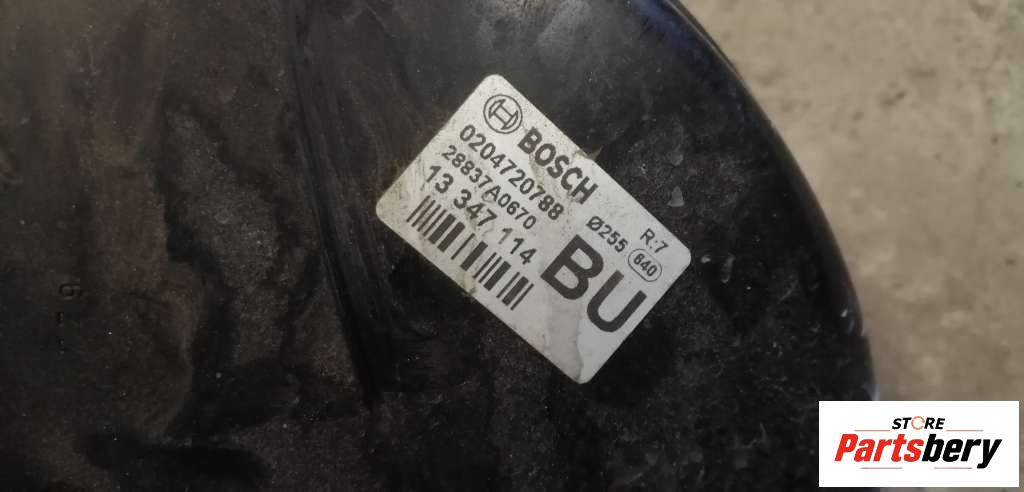 BOSCH
0204720788
28837A0670
13 347 114
Ø255
R:7
640
BU
STORE
Partsbery